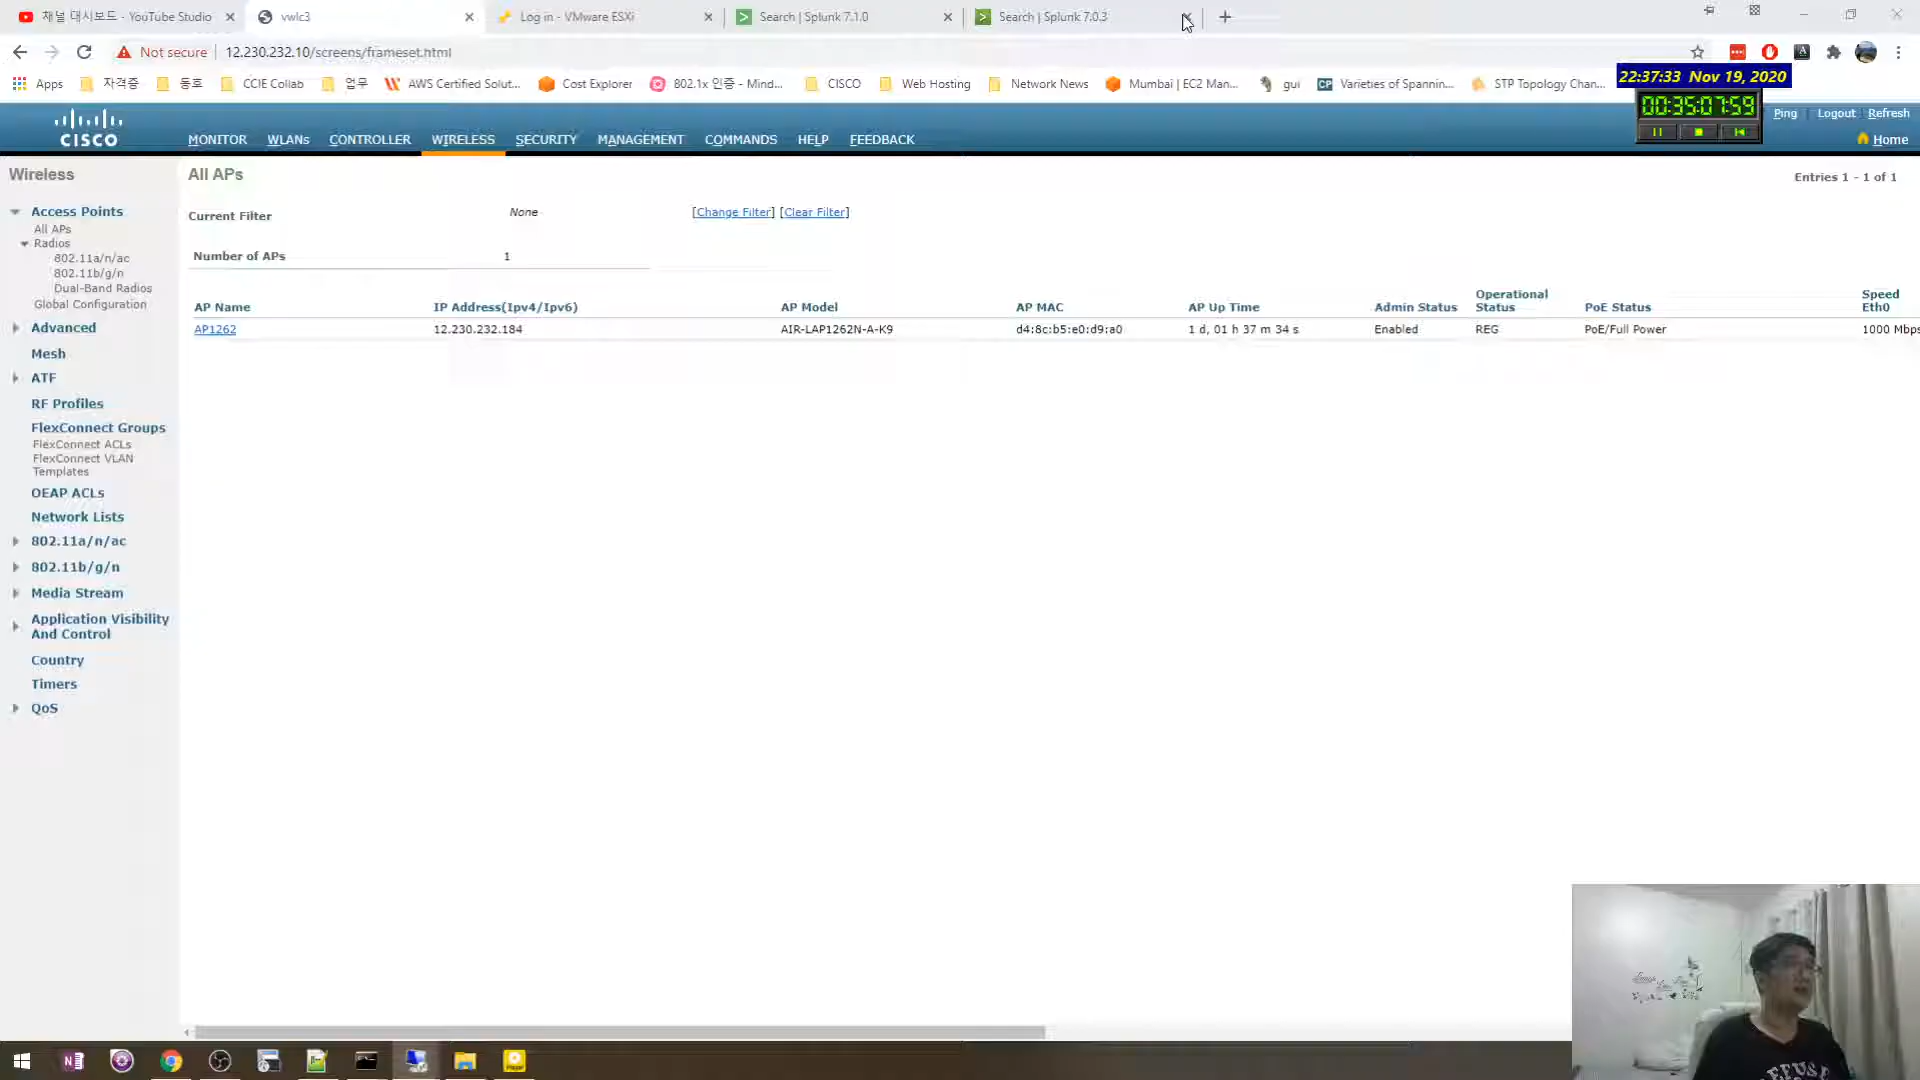 채널 대시보드 - YouTube Studio
vwlc3
Log in - VMware ESXi
Search | Splunk 7.1.0
Search | Splunk 7.0.3
Not secure
12.230.232.10/screens/frameset.html
Apps
자격증
동호
CCIE Collab
업무
AWS Certified Solut...
Cost Explorer
802.1x 인증 - Mind...
CISCO
Web Hosting
Network News
Mumbai | EC2 Man...
gui
Varieties of Spannin...
STP Topology Chan...
22:37:33 Nov 19, 2020
00:35:07:59
CISCO
MONITOR WLANs CONTROLLER WIRELESS SECURITY MANAGEMENT COMMANDS HELP FEEDBACK
Ping | Logout | Refresh
Home
Wireless
Access Points
All APs
Radios
802.11a/n/ac
802.11b/g/n
Dual-Band Radios
Global Configuration
Advanced
Mesh
ATF
RF Profiles
FlexConnect Groups
FlexConnect ACLs
FlexConnect VLAN
Templates
OEAP ACLs
Network Lists
802.11a/n/ac
802.11b/g/n
Media Stream
Application Visibility
And Control
Country
Timers
QoS
All APs
Entries 1 - 1 of 1
Current Filter None [Change Filter] [Clear Filter]
Number of APs 1
AP Name IP Address(Ipv4/Ipv6) AP Model AP MAC AP Up Time Admin Status Operational Status PoE Status Speed Eth0
AP1262 12.230.232.184 AIR-LAP1262N-A-K9 d4:8c:b5:e0:d9:a0 1 d, 01 h 37 m 34 s Enabled REG PoE/Full Power 1000 Mbps